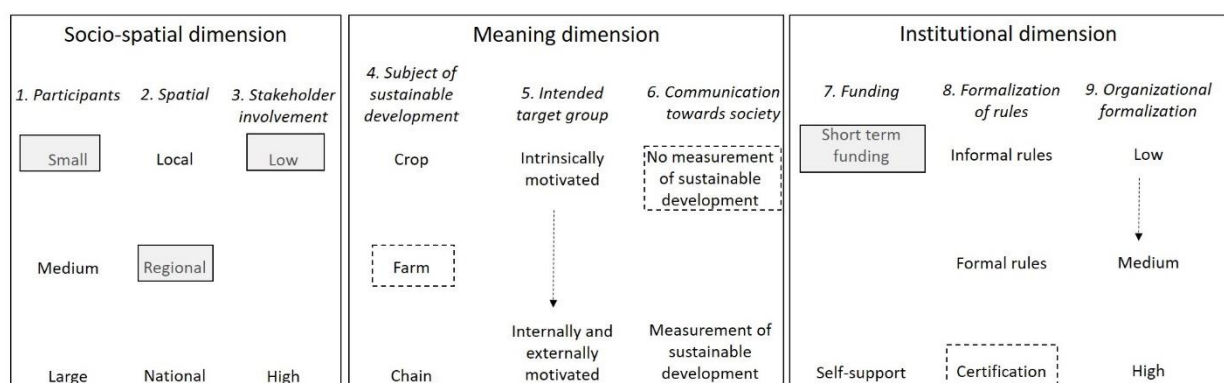 Socio-spatial dimension
1. Participants
2. Spatial
3. Stakeholder
involvement
Small
Local
Low
Medium
Regional
Large
National
High
Meaning dimension
4. Subject of
sustainable
development
5. Intended
target group
6. Communication
towards society
Crop
Intrinsically
motivated
No measurement
of sustainable
development
Farm
Chain
Internally and
externally
motivated
Measurement of
sustainable
development
Institutional dimension
7. Funding
8. Formalization
of rules
9. Organizational
formalization
Short term
funding
Informal rules
Low
Formal rules
Medium
Self-support
Certification
High